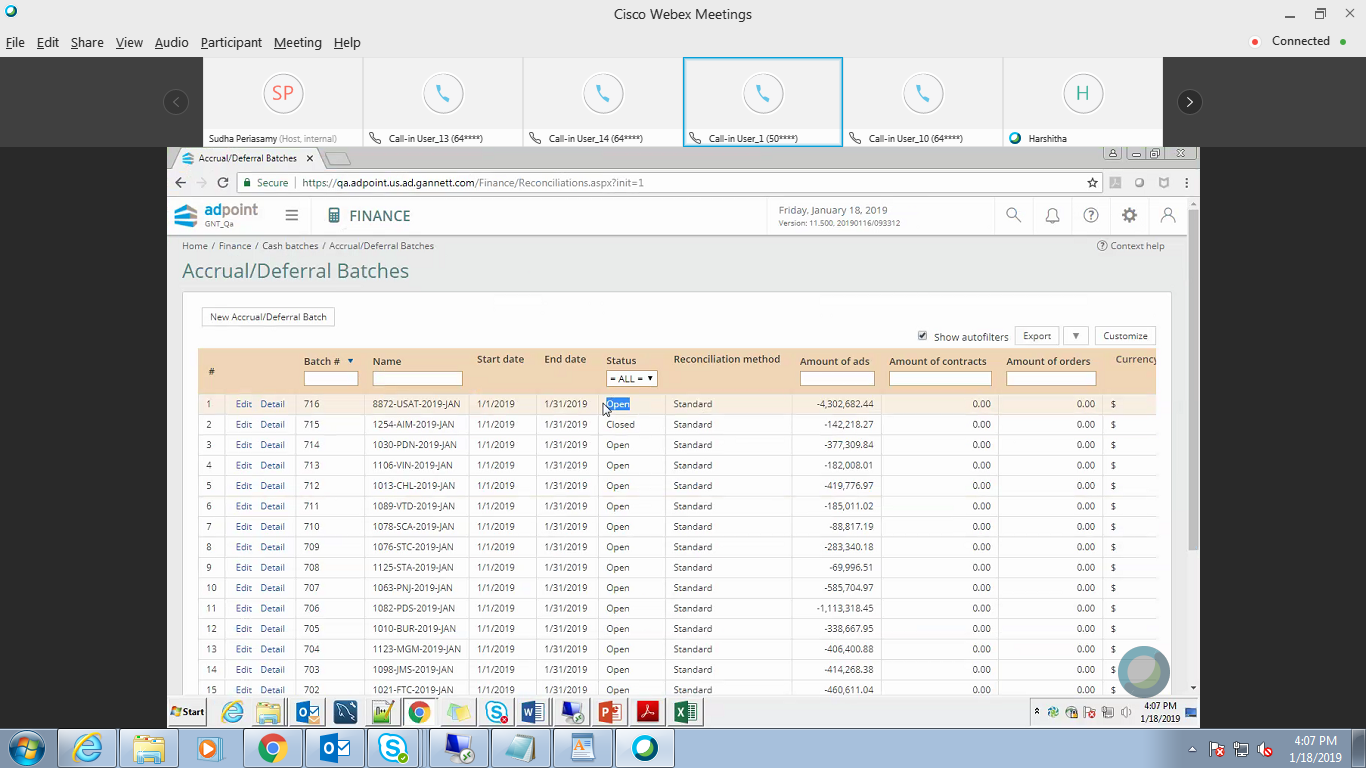 Cisco Webex Meetings
File Edit Share View Audio Participant Meeting Help
Connected
SP
H
Sudha Periasamy (Host, internal)
Call-in User_13 (64****)
Call-in User_14 (64****)
Call-in User_1 (50****)
Call-in User_10 (64****)
Harshitha
Accrual/Deferral Batches
Secure https://qa.adpoint.us.ad.gannett.com/Finance/Reconciliations.aspx?init=1
adpoint
GNT_Qa
FINANCE
Friday, January 18, 2019
Version: 11.500, 20190116/093312
Home / Finance / Cash batches / Accrual/Deferral Batches
Context help
Accrual/Deferral Batches
New Accrual/Deferral Batch
Show autofilters Export Customize
# Batch # Name Start date End date Status Reconciliation method Amount of ads Amount of contracts Amount of orders Currency
= ALL =
1 Edit Detail 716 8872-USAT-2019-JAN 1/1/2019 1/31/2019 Open Standard -4,302,682.44 0.00 0.00 $
2 Edit Detail 715 1254-AIM-2019-JAN 1/1/2019 1/31/2019 Closed Standard -142,218.27 0.00 0.00 $
3 Edit Detail 714 1030-PDN-2019-JAN 1/1/2019 1/31/2019 Open Standard -377,309.84 0.00 0.00 $
4 Edit Detail 713 1106-VIN-2019-JAN 1/1/2019 1/31/2019 Open Standard -182,008.01 0.00 0.00 $
5 Edit Detail 712 1013-CHL-2019-JAN 1/1/2019 1/31/2019 Open Standard -419,776.97 0.00 0.00 $
6 Edit Detail 711 1089-VTD-2019-JAN 1/1/2019 1/31/2019 Open Standard -185,011.02 0.00 0.00 $
7 Edit Detail 710 1078-SCA-2019-JAN 1/1/2019 1/31/2019 Open Standard -88,817.19 0.00 0.00 $
8 Edit Detail 709 1076-STC-2019-JAN 1/1/2019 1/31/2019 Open Standard -283,340.18 0.00 0.00 $
9 Edit Detail 708 1125-STA-2019-JAN 1/1/2019 1/31/2019 Open Standard -69,996.51 0.00 0.00 $
10 Edit Detail 707 1063-PNJ-2019-JAN 1/1/2019 1/31/2019 Open Standard -585,704.97 0.00 0.00 $
11 Edit Detail 706 1082-PDS-2019-JAN 1/1/2019 1/31/2019 Open Standard -1,113,318.45 0.00 0.00 $
12 Edit Detail 705 1010-BUR-2019-JAN 1/1/2019 1/31/2019 Open Standard -338,667.95 0.00 0.00 $
13 Edit Detail 704 1123-MGM-2019-JAN 1/1/2019 1/31/2019 Open Standard -406,400.88 0.00 0.00 $
14 Edit Detail 703 1098-JMS-2019-JAN 1/1/2019 1/31/2019 Open Standard -414,268.38 0.00 0.00 $
15 Edit Detail 702 1021-FTC-2019-JAN 1/1/2019 1/31/2019 Open Standard -460,611.04 0.00 0.00 $
Start
4:07 PM
1/18/2019
4:07 PM
1/18/2019